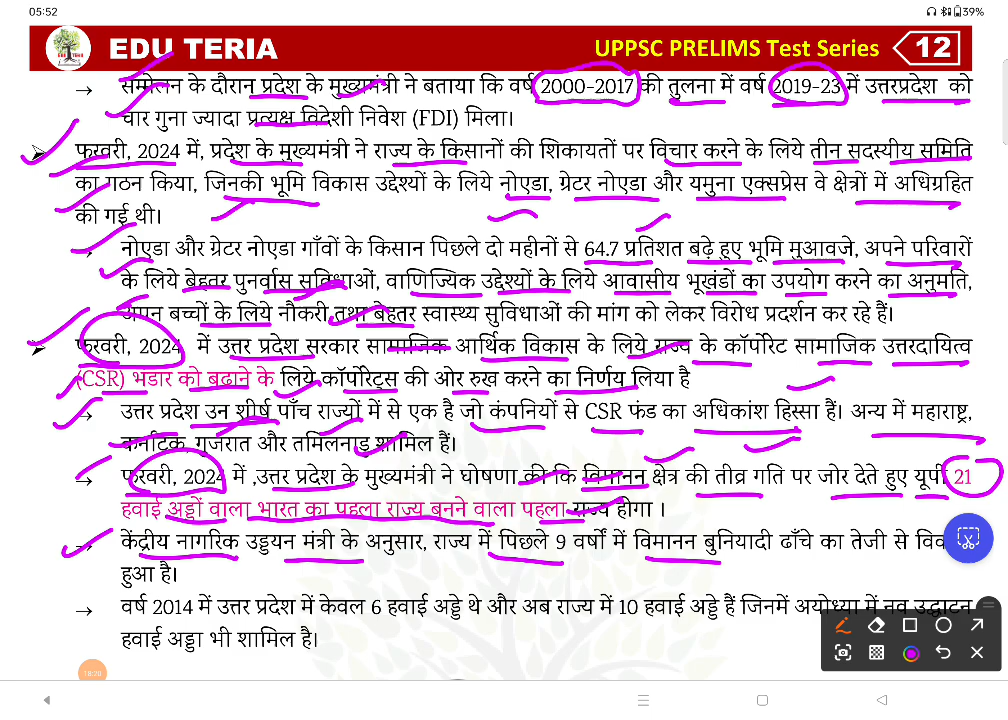 05:52
39%
EDU TERIA
UPPSC PRELIMS Test Series
12
→ सम्मेलन के दौरान प्रदेश के मुख्यमंत्री ने बताया कि वर्ष 2000-2017 की तुलना में वर्ष 2019-23 में उत्तरप्रदेश को
चार गुना ज्यादा प्रत्यक्ष विदेशी निवेश (FDI) मिला।
➢ फरवरी, 2024 में, प्रदेश के मुख्यमंत्री ने राज्य के किसानों की शिकायतों पर विचार करने के लिये तीन सदस्यीय समिति
का गठन किया, जिनकी भूमि विकास उद्देश्यों के लिये नोएडा, ग्रेटर नोएडा और यमुना एक्सप्रेस वे क्षेत्रों में अधिग्रहित
की गई थी।
→ नोएडा और ग्रेटर नोएडा गाँवों के किसान पिछले दो महीनों से 64.7 प्रतिशत बढ़े हुए भूमि मुआवजे, अपने परिवारों
के लिये बेहतर पुनर्वास सुविधाओं, वाणिज्यिक उद्देश्यों के लिये आवासीय भूखंडों का उपयोग करने का अनुमति,
अपन बच्चों के लिये नौकरी तथा बेहतर स्वास्थ्य सुविधाओं की मांग को लेकर विरोध प्रदर्शन कर रहे हैं।
➢ फरवरी, 2024 में उत्तर प्रदेश सरकार सामाजिक आर्थिक विकास के लिये राज्य के कॉर्पोरेट सामाजिक उत्तरदायित्व
(CSR) भंडार को बढ़ाने के लिये कॉर्पोरेट्स की ओर रुख करने का निर्णय लिया है
→ उत्तर प्रदेश उन शीर्ष पाँच राज्यों में से एक है जो कंपनियों से CSR फंड का अधिकांश हिस्सा हैं। अन्य में महाराष्ट्र,
कर्नाटक, गुजरात और तमिलनाडु शामिल हैं।
→ फरवरी, 2024 में ,उत्तर प्रदेश के मुख्यमंत्री ने घोषणा की कि विमानन क्षेत्र की तीव्र गति पर जोर देते हुए यूपी 21
हवाई अड्डों वाला भारत का पहला राज्य बनने वाला पहला राज्य होगा ।
→ केंद्रीय नागरिक उड्डयन मंत्री के अनुसार, राज्य में पिछले 9 वर्षों में विमानन बुनियादी ढाँचे का तेजी से
हुआ है।
→ वर्ष 2014 में उत्तर प्रदेश में केवल 6 हवाई अड्डे थे और अब राज्य में 10 हवाई अड्डे हैं जिनमें अयोध्या में नव उद्घाटन
हवाई अड्डा भी शामिल है।